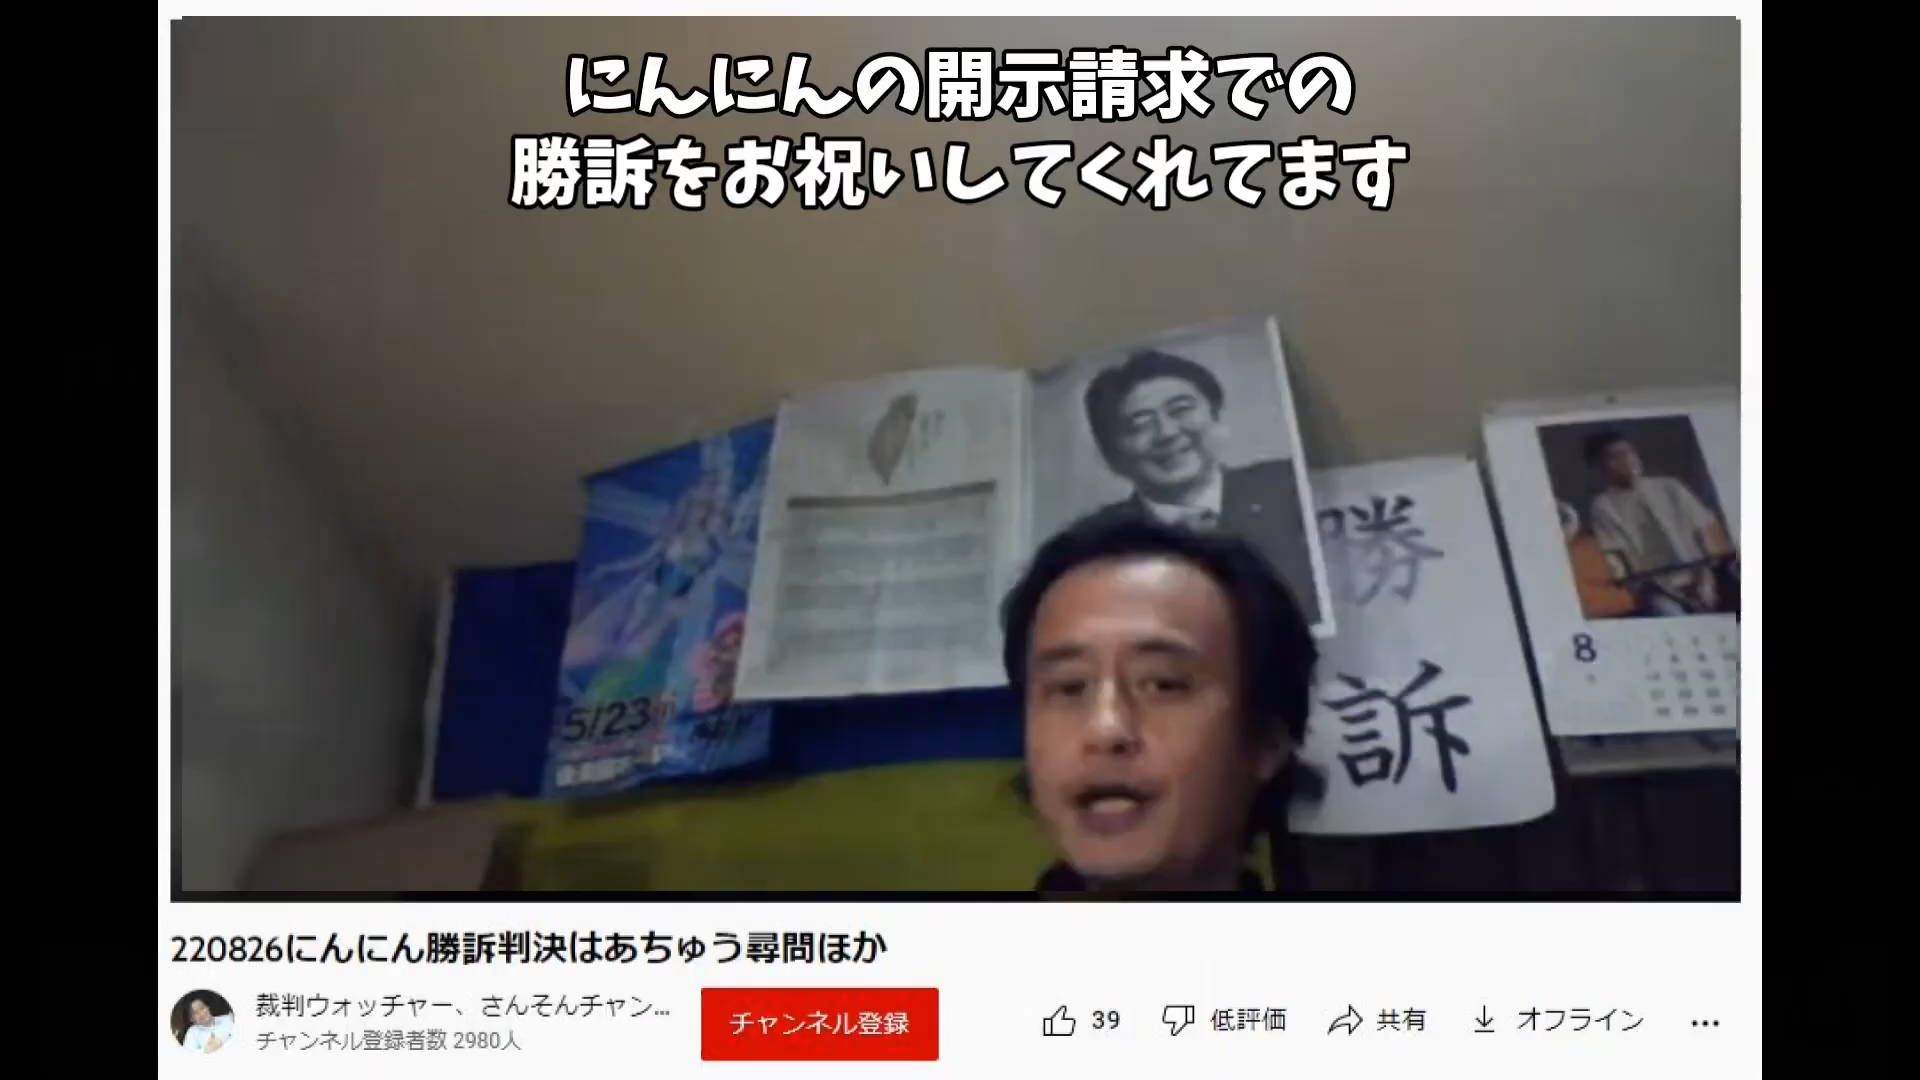 にんにんの開示請求での
勝訴をお祝いしてくれてます
勝
訴
8
5/23
220826にんにん勝訴判決はあちゅう尋問ほか
裁判ウォッチャー、さんそんチャン...
チャンネル登録者数 2980人
チャンネル登録
39
低評価
共有
オフライン